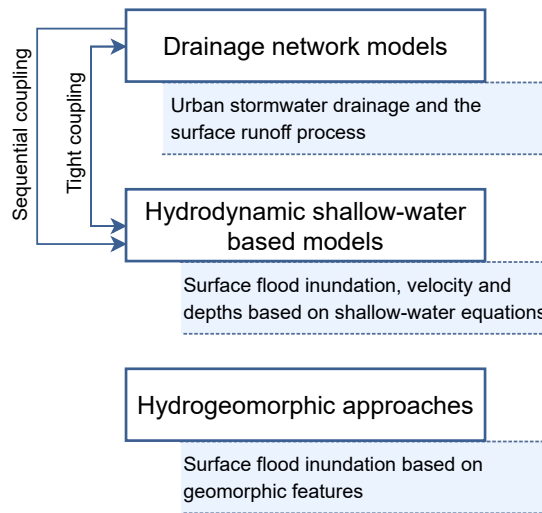 Drainage network models
Urban stormwater drainage and the
surface runoff process
Sequential coupling
Tight coupling
Hydrodynamic shallow-water
based models
Surface flood inundation, velocity and
depths based on shallow-water equations
Hydrogeomorphic approaches
Surface flood inundation based on
geomorphic features